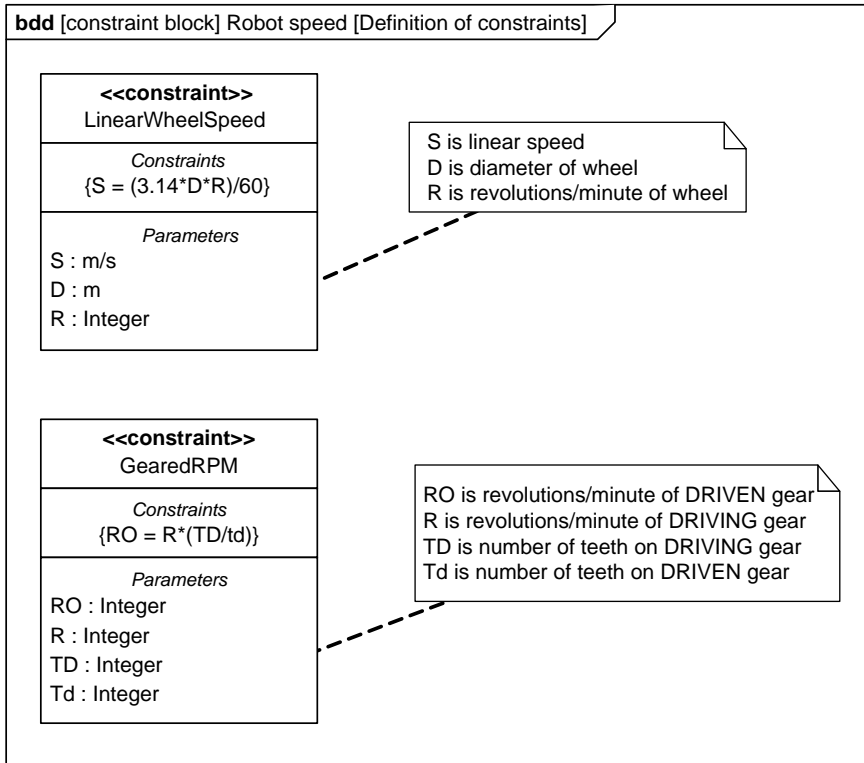 bdd [constraint block] Robot speed [Definition of constraints]
<<constraint>>
LinearWheelSpeed
Constraints
{S = (3.14*D*R)/60}
Parameters
S : m/s
D : m
R : Integer
S is linear speed
D is diameter of wheel
R is revolutions/minute of wheel
<<constraint>>
GearedRPM
Constraints
{RO = R*(TD/td)}
Parameters
RO : Integer
R : Integer
TD : Integer
Td : Integer
RO is revolutions/minute of DRIVEN gear
R is revolutions/minute of DRIVING gear
TD is number of teeth on DRIVING gear
Td is number of teeth on DRIVEN gear